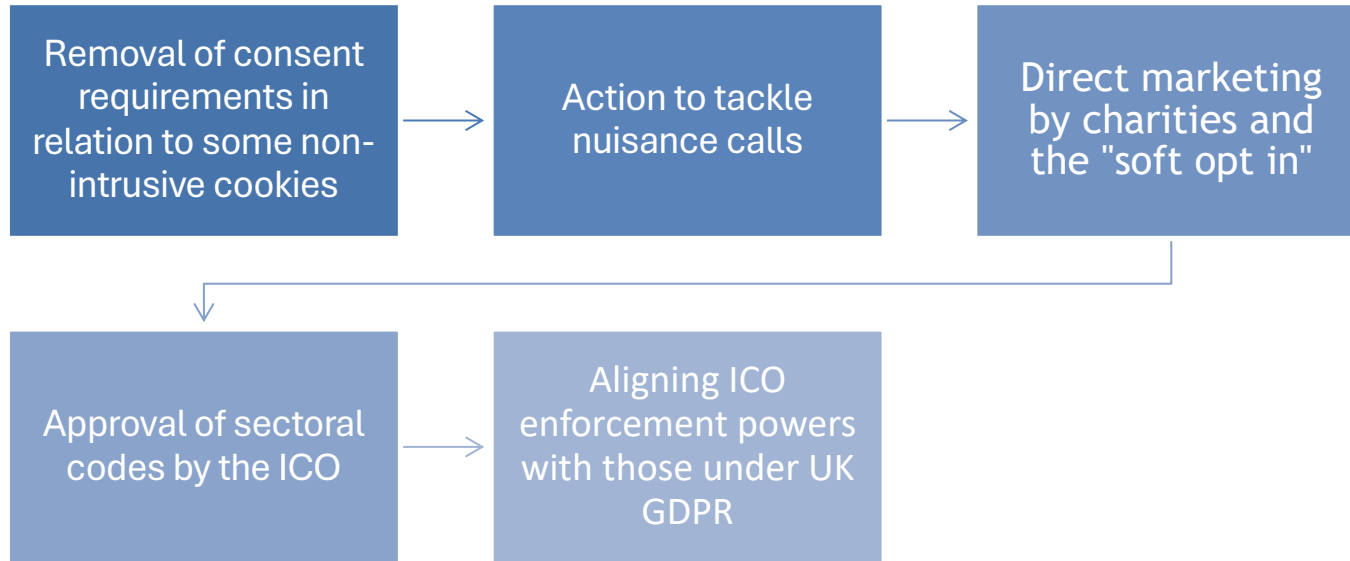 Removal of consent
requirements in
relation to some non-
intrusive cookies
Action to tackle
nuisance calls
Direct marketing
by charities and
the "soft opt in"
Approval of sectoral
codes by the ICO
Aligning ICO
enforcement powers
with those under UK
GDPR